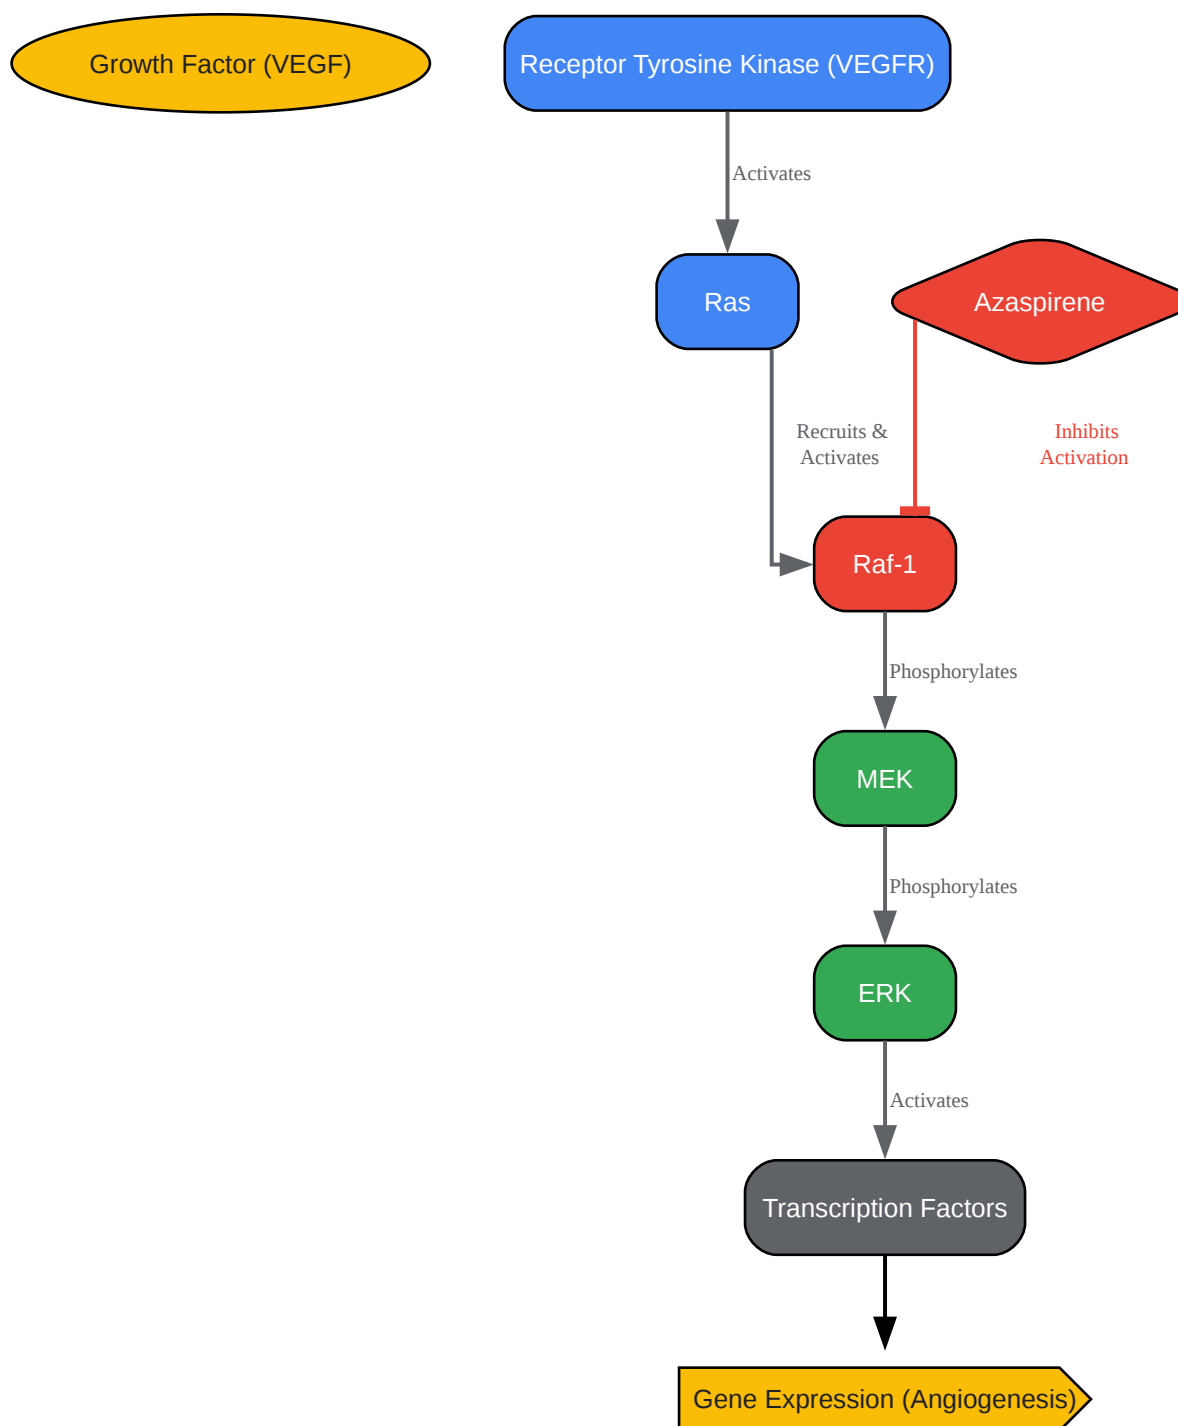 Growth Factor (VEGF)
Receptor Tyrosine Kinase (VEGFR)
Activates
Ras
Azaspirene
Recruits &
Activates
Inhibits
Activation
Raf-1
Phosphorylates
MEK
Phosphorylates
ERK
Activates
Transcription Factors
Gene Expression (Angiogenesis)